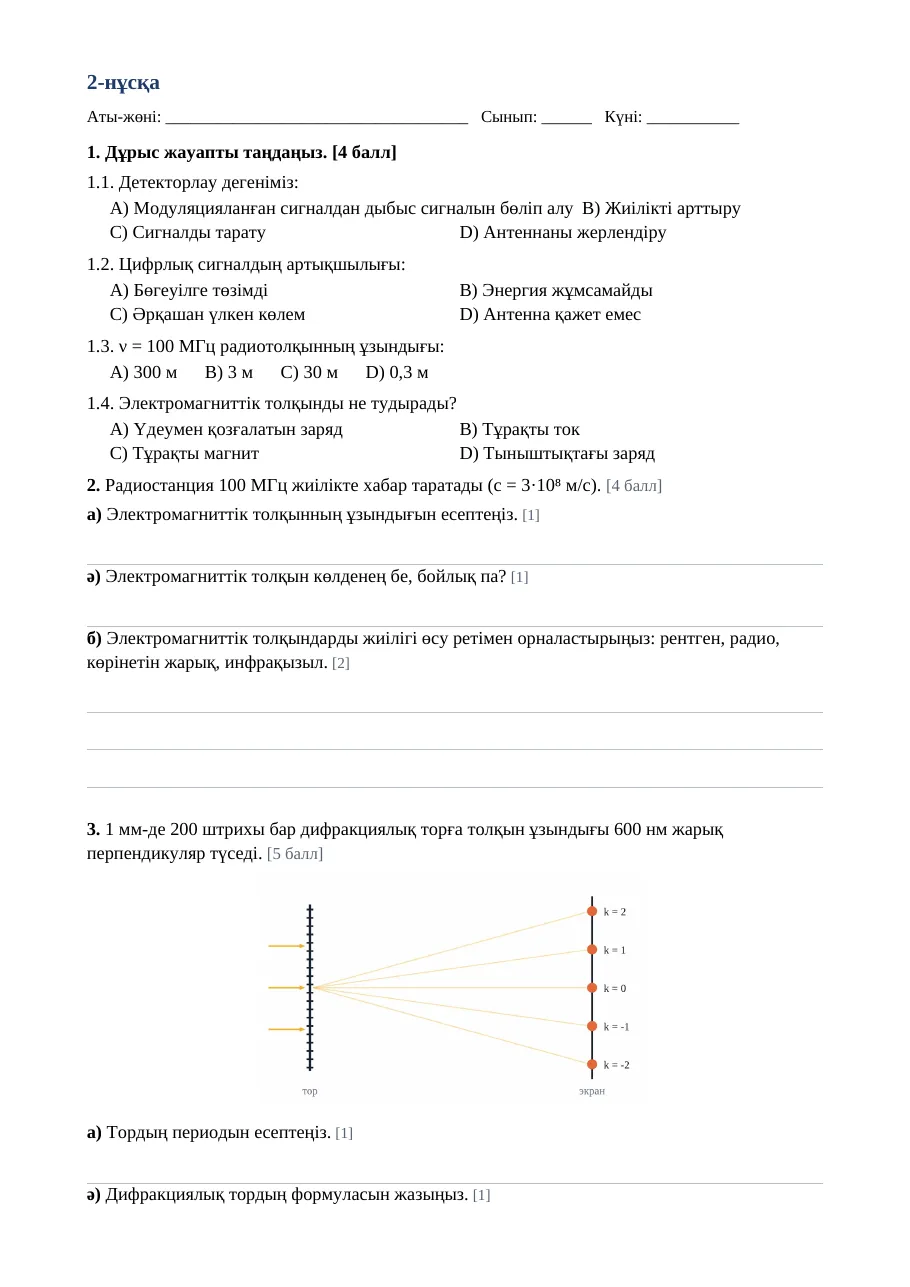 2-нұсқа
Аты-жөні: ____________________________________ Сынып: ______ Күні: ___________
1. Дұрыс жауапты таңдаңыз. [4 балл]
1.1. Детекторлау дегеніміз:
A) Модуляцияланған сигналдан дыбыс сигналын бөліп алу B) Жиілікті арттыру
C) Сигналды тарату D) Антеннаны жерлендіру
1.2. Цифрлық сигналдың артықшылығы:
A) Бөгеуілге төзімді B) Энергия жұмсамайды
C) Әрқашан үлкен көлем D) Антенна қажет емес
1.3. ν = 100 МГц радиотолқынның ұзындығы:
A) 300 м B) 3 м C) 30 м D) 0,3 м
1.4. Электромагниттік толқынды не тудырады?
A) Үдеумен қозғалатын заряд B) Тұрақты ток
C) Тұрақты магнит D) Тыныштықтағы заряд
2. Радиостанция 100 МГц жиілікте хабар таратады (c = 3·10⁸ м/с). [4 балл]
а) Электромагниттік толқынның ұзындығын есептеңіз. [1]
ә) Электромагниттік толқын көлденең бе, бойлық па? [1]
б) Электромагниттік толқындарды жиілігі өсу ретімен орналастырыңыз: рентген, радио,
көрінетін жарық, инфрақызыл. [2]
3. 1 мм-де 200 штрихы бар дифракциялық торға толқын ұзындығы 600 нм жарық
перпендикуляр түседі. [5 балл]
k = 2
k = 1
k = 0
k = -1
k = -2
тор экран
а) Тордың периодын есептеңіз. [1]
ә) Дифракциялық тордың формуласын жазыңыз. [1]